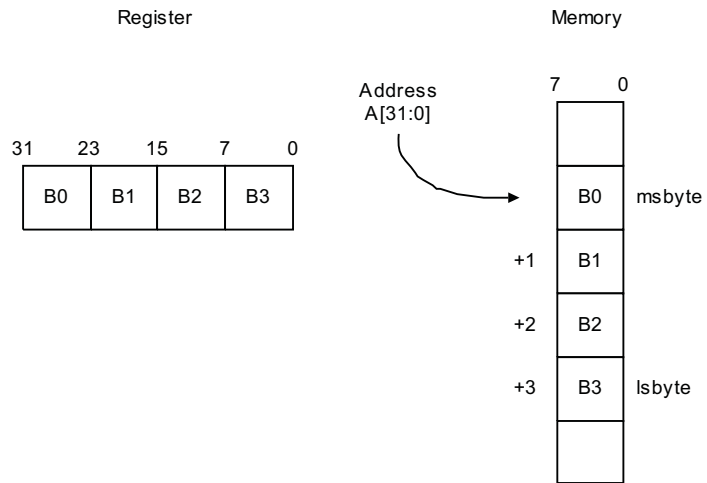 Register
Memory
Address
A[31:0]
7 0
31 23 15 7 0
B0 B1 B2 B3
B0 msbyte
+1 B1
+2 B2
+3 B3 lsbyte